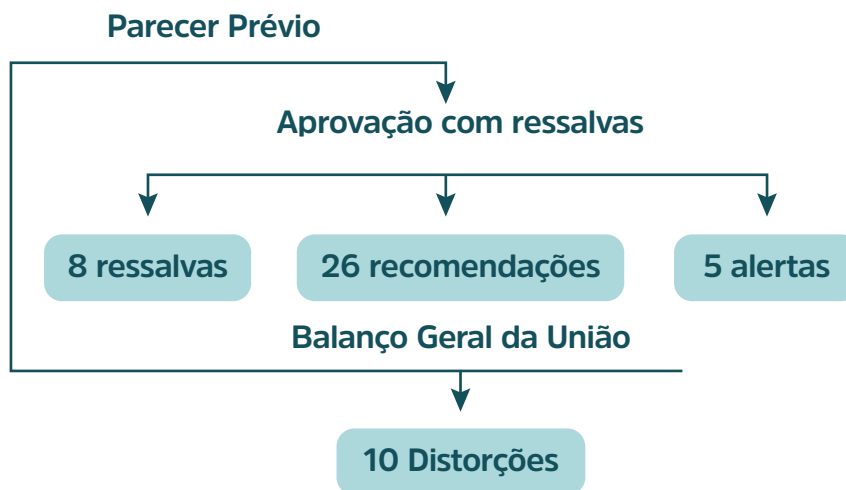 Parecer Prévio
Aprovação com ressalvas
8 ressalvas
26 recomendações
5 alertas
Balanço Geral da União
10 Distorções